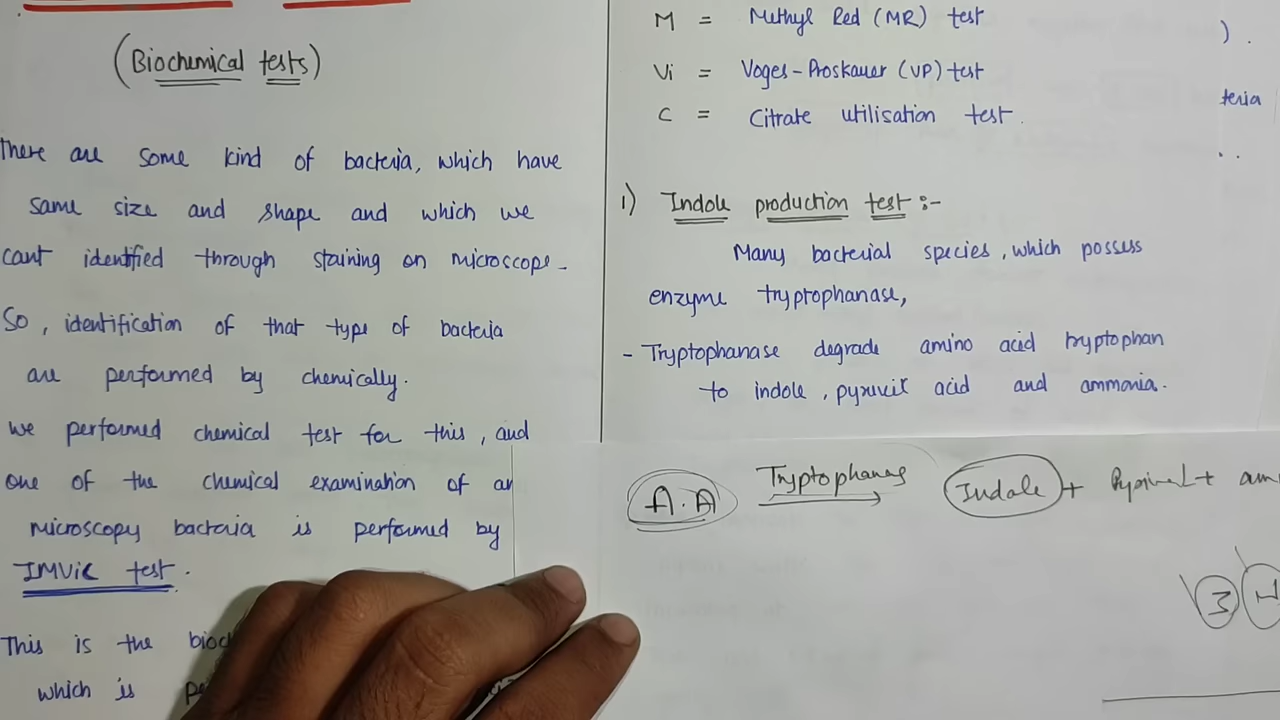 (Biochemical tests)
There are some kind of bacteria, which have
same size and shape and which we
cant identified through staining on microscope.
So, identification of that type of bacteria
are performed by chemically.
We performed chemical test for this, and
one of the chemical examination of an
microscopy bacteria is performed by
IMViC test.
This is the
which is
M = Methyl Red (MR) test
Vi = Voges-Proskauer (VP) test
C = Citrate utilisation test.
) .
teria
1) Indole production test :-
Many bacterial species, which possess
enzyme tryptophanase,
- Tryptophanase degrade amino acid tryptophan
to indole, pyruvic acid and ammonia.
A.A Tryptophanas Indole + + am
3